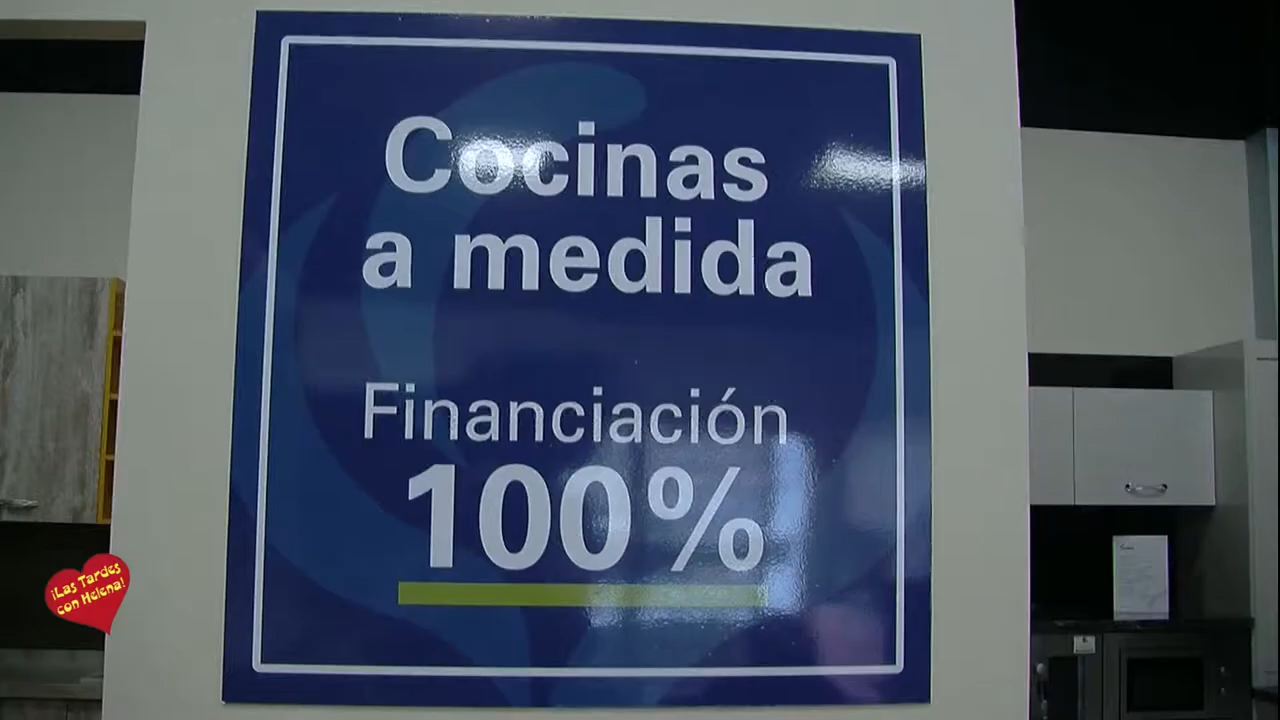 Cocinas
a medida
Financiación
100%
¡Las Tardes
con Helena!